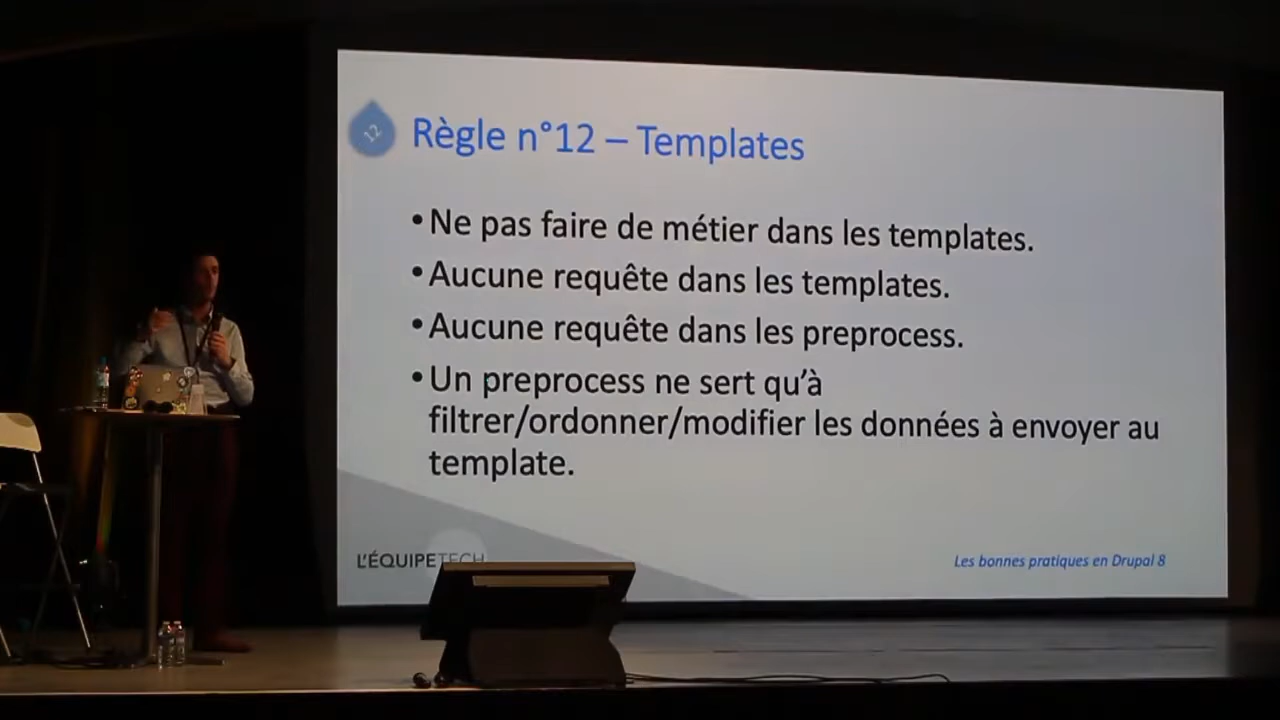 12
Règle n°12 – Templates
• Ne pas faire de métier dans les templates.
• Aucune requête dans les templates.
• Aucune requête dans les preprocess.
• Un preprocess ne sert qu’à
filtrer/ordonner/modifier les données à envoyer au
template.
L’ÉQUIPETECH
Les bonnes pratiques en Drupal 8